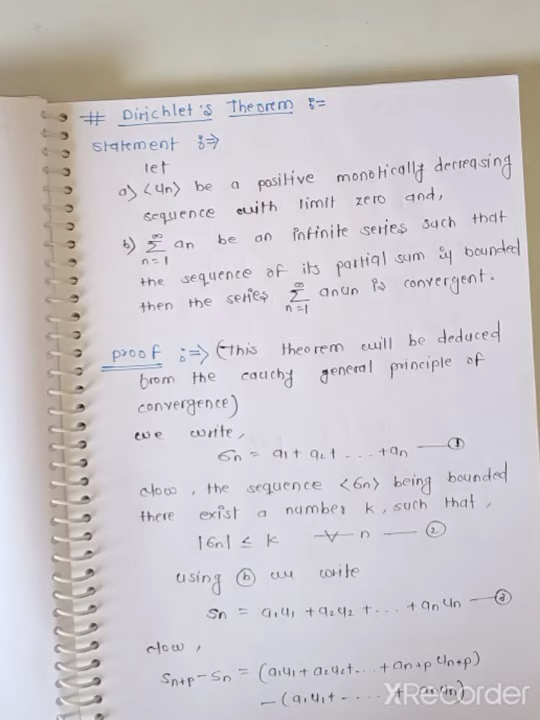 # Dirichlet's Theorem :=
Statement :⇒
let
a) <un> be a positive monotically decreasing
sequence with limit zero and,
b) ∞∑n=1 an be an infinite series such that
the sequence of its partial sum is bounded
then the series ∞∑n=1 anun is convergent.
Proof :⇒ (this theorem will be deduced
from the cauchy general principle of
convergence)
we write,
σn = a1 + a2 + ... + an —— ①
Now, the sequence <σn> being bounded
there exist a number k, such that,
|σn| ≤ k ∀ n —— ②
using ⓑ we write
Sn = a1u1 + a2u2 + ... + anun —— ③
Now,
Sn+p - Sn = (a1u1 + a2u2 + ... + an+p un+p)
- (a1u1 + ... + anun)
XRecorder